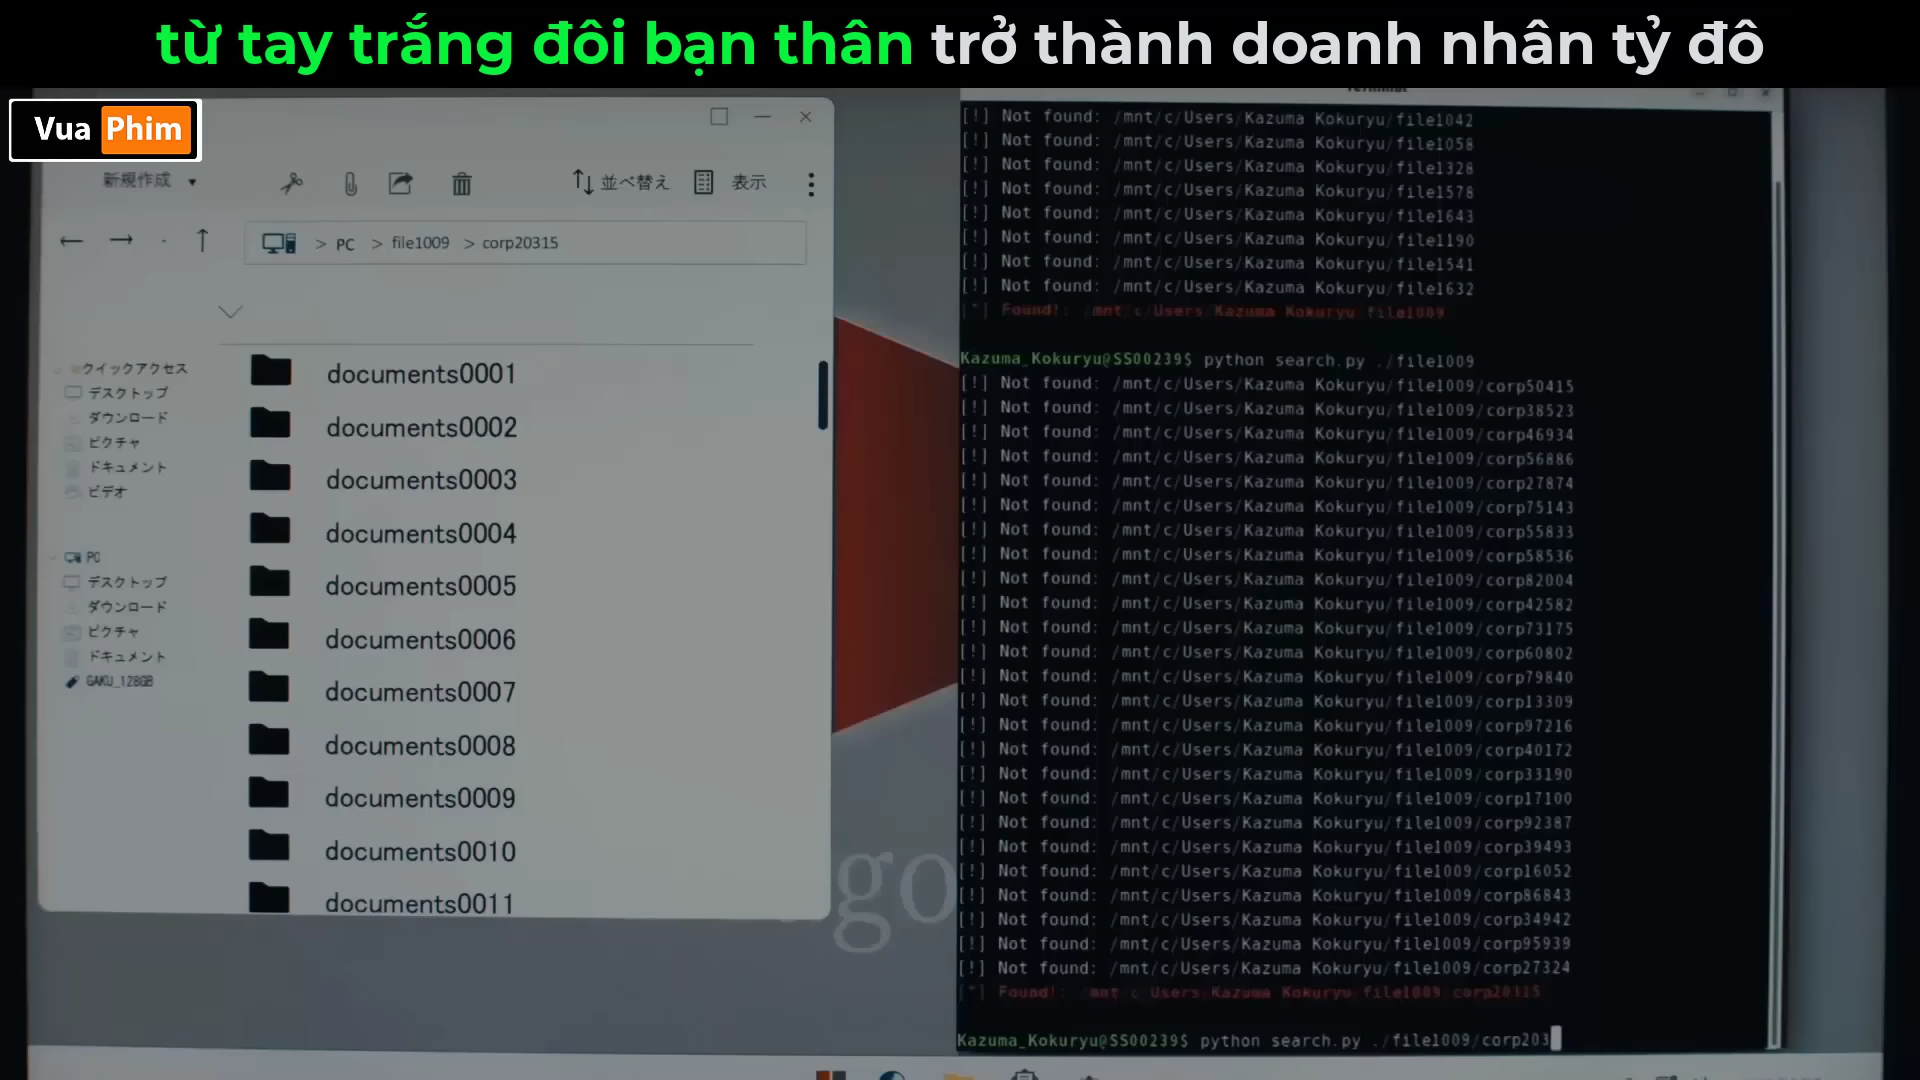 từ tay trắng đôi bạn thân trở thành doanh nhân tỷ đô
Vua Phim
新規作成
並べ替え
表示
> PC > file1009 > corp20315
クイックアクセス
デスクトップ
ダウンロード
ピクチャ
ドキュメント
ビデオ
PC
デスクトップ
ダウンロード
ピクチャ
ドキュメント
GAKU_128GB
documents0001
documents0002
documents0003
documents0004
documents0005
documents0006
documents0007
documents0008
documents0009
documents0010
documents0011
go
Terminal
[!] Not found: /mnt/c/Users/Kazuma Kokuryu/file1042
[!] Not found: /mnt/c/Users/Kazuma Kokuryu/file1058
[!] Not found: /mnt/c/Users/Kazuma Kokuryu/file1328
[!] Not found: /mnt/c/Users/Kazuma Kokuryu/file1578
[!] Not found: /mnt/c/Users/Kazuma Kokuryu/file1643
[!] Not found: /mnt/c/Users/Kazuma Kokuryu/file1190
[!] Not found: /mnt/c/Users/Kazuma Kokuryu/file1541
[!] Not found: /mnt/c/Users/Kazuma Kokuryu/file1632
[*] Found!: /mnt/c/Users/Kazuma Kokuryu/file1009
Kazuma_Kokuryu@SS00239$ python search.py ./file1009
[!] Not found: /mnt/c/Users/Kazuma Kokuryu/file1009/corp50415
[!] Not found: /mnt/c/Users/Kazuma Kokuryu/file1009/corp38523
[!] Not found: /mnt/c/Users/Kazuma Kokuryu/file1009/corp46934
[!] Not found: /mnt/c/Users/Kazuma Kokuryu/file1009/corp56886
[!] Not found: /mnt/c/Users/Kazuma Kokuryu/file1009/corp27874
[!] Not found: /mnt/c/Users/Kazuma Kokuryu/file1009/corp75143
[!] Not found: /mnt/c/Users/Kazuma Kokuryu/file1009/corp55833
[!] Not found: /mnt/c/Users/Kazuma Kokuryu/file1009/corp58536
[!] Not found: /mnt/c/Users/Kazuma Kokuryu/file1009/corp82004
[!] Not found: /mnt/c/Users/Kazuma Kokuryu/file1009/corp42582
[!] Not found: /mnt/c/Users/Kazuma Kokuryu/file1009/corp73175
[!] Not found: /mnt/c/Users/Kazuma Kokuryu/file1009/corp60802
[!] Not found: /mnt/c/Users/Kazuma Kokuryu/file1009/corp79840
[!] Not found: /mnt/c/Users/Kazuma Kokuryu/file1009/corp13309
[!] Not found: /mnt/c/Users/Kazuma Kokuryu/file1009/corp97216
[!] Not found: /mnt/c/Users/Kazuma Kokuryu/file1009/corp40172
[!] Not found: /mnt/c/Users/Kazuma Kokuryu/file1009/corp33190
[!] Not found: /mnt/c/Users/Kazuma Kokuryu/file1009/corp17100
[!] Not found: /mnt/c/Users/Kazuma Kokuryu/file1009/corp92387
[!] Not found: /mnt/c/Users/Kazuma Kokuryu/file1009/corp39493
[!] Not found: /mnt/c/Users/Kazuma Kokuryu/file1009/corp16052
[!] Not found: /mnt/c/Users/Kazuma Kokuryu/file1009/corp86843
[!] Not found: /mnt/c/Users/Kazuma Kokuryu/file1009/corp34942
[!] Not found: /mnt/c/Users/Kazuma Kokuryu/file1009/corp95939
[!] Not found: /mnt/c/Users/Kazuma Kokuryu/file1009/corp27324
[*] Found!: /mnt/c/Users/Kazuma Kokuryu/file1009/corp20315
Kazuma_Kokuryu@SS00239$ python search.py ./file1009/corp203